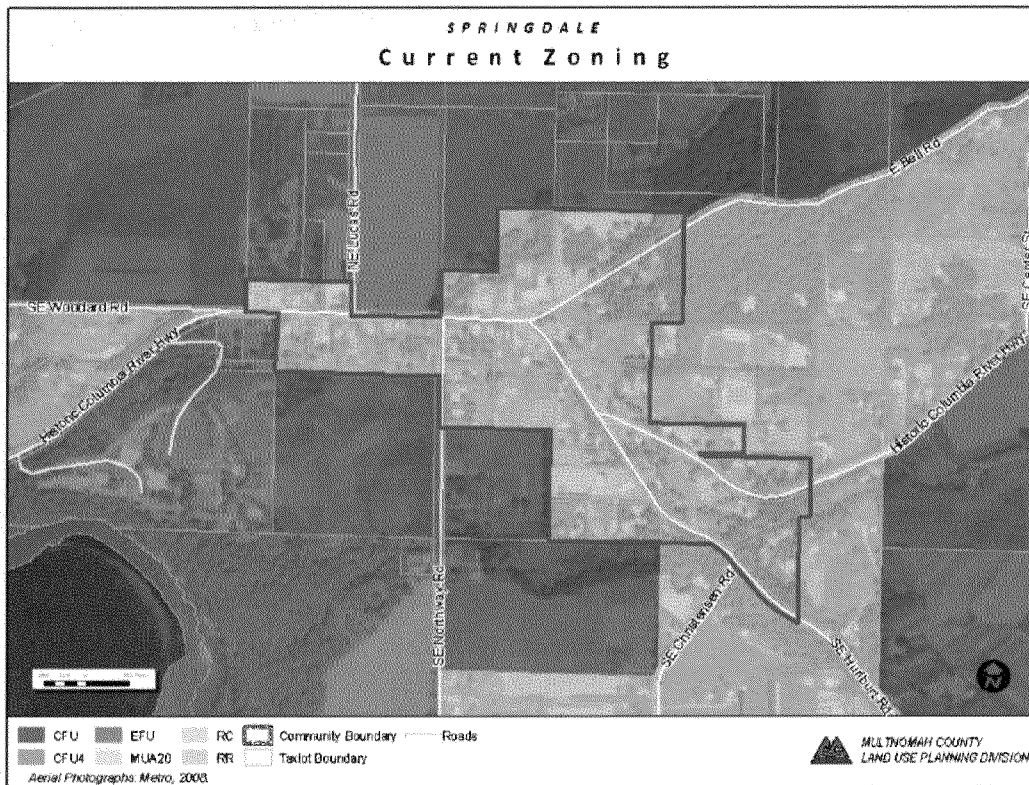 SPRINGDALE
Current Zoning
E Bell Rd
NE Lucas Rd
SE Woodard Rd
Historic Columbia River Hwy
Historic Columbia River Hwy
SE Northway Rd
SE Christensen Rd
SE Hurlburt Rd
N
CFU
EFU
RC
Community Boundary
Roads
CFU4
MUA20
RR
Taxlot Boundary
Aerial Photographs: Metro, 2008.
MULTNOMAH COUNTY
LAND USE PLANNING DIVISION